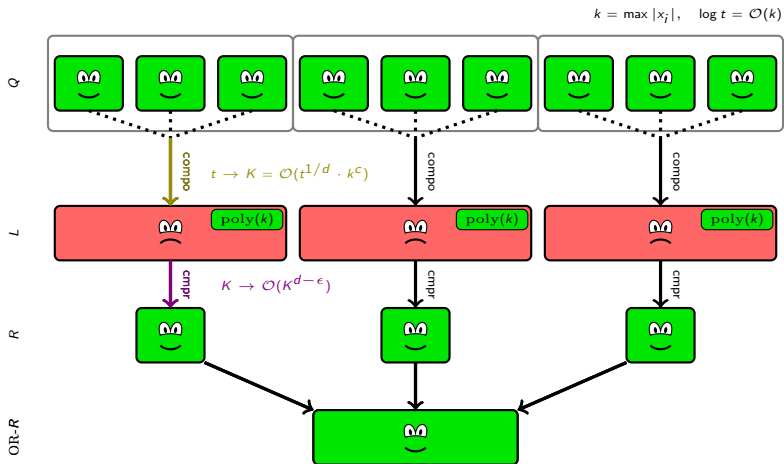 k = max |x_i|, log t = O(k)
Q
compo
t → K = O(t^{1/d} · k^c)
compo
compo
L
poly(k)
poly(k)
poly(k)
cmpr
K → O(K^{d−ϵ})
cmpr
cmpr
R
OR-R